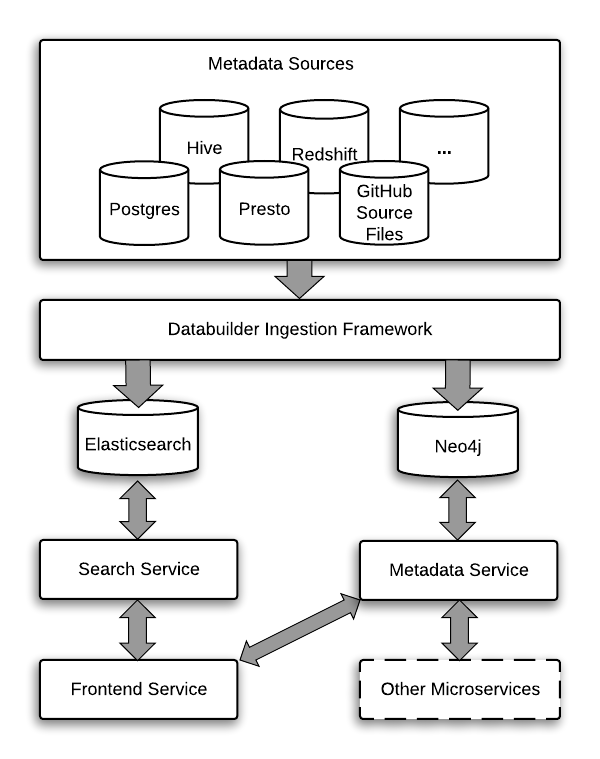 Metadata Sources
Hive
Redshift
...
Postgres
Presto
GitHub
Source
Files
Databuilder Ingestion Framework
Elasticsearch
Neo4j
Search Service
Metadata Service
Frontend Service
Other Microservices